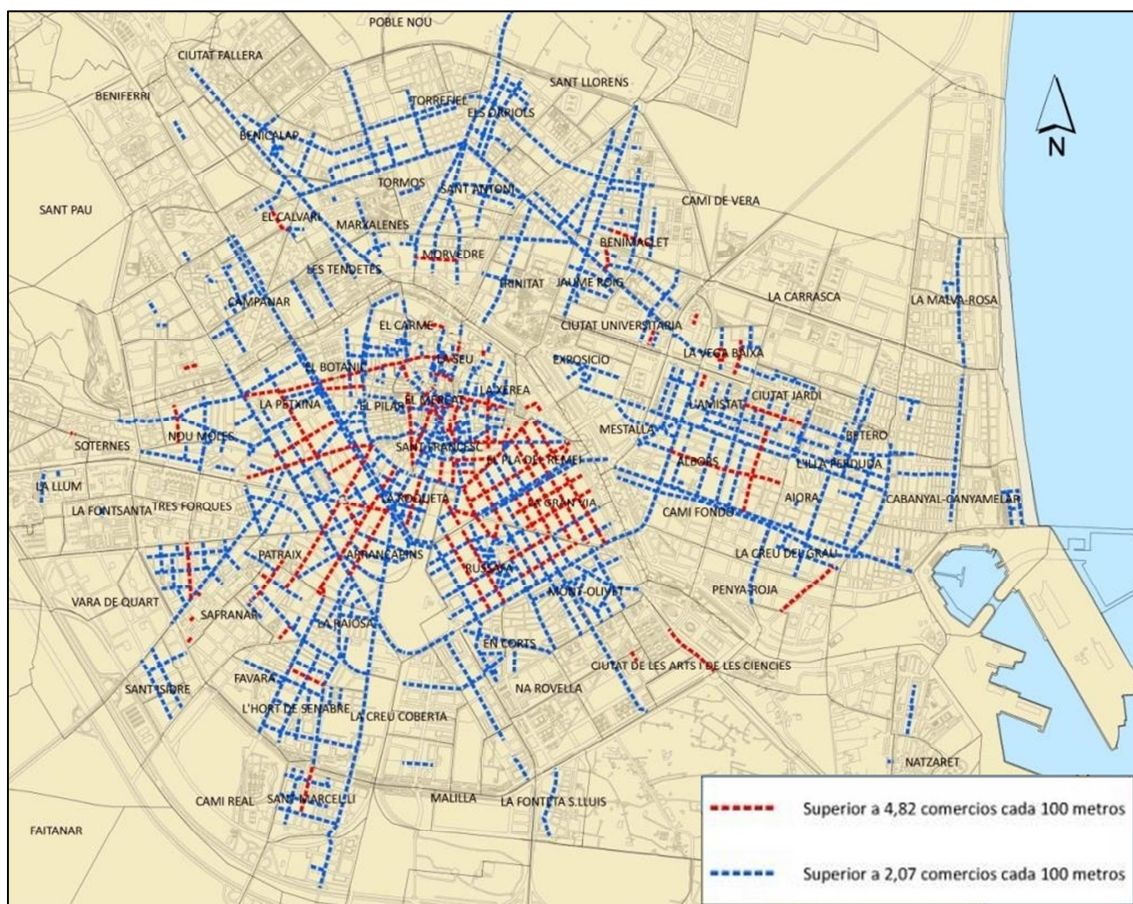 POBLE NOU
CIUTAT FALLERA
BENIFERRI
SANT LLORENS
TORREFIEL
ELS ORRIOLS
BENICALAP
TORMOS
SANT ANTONI
CAMI DE VERA
SANT PAU
EL CALVARI
MARXALENES
BENIMACLET
MORVEDRE
LES TENDETES
TRINITAT
JAUME ROIG
CAMPANAR
LA CARRASCA
LA MALVA-ROSA
EL CARME
CIUTAT UNIVERSITARIA
LA SEU
EXPOSICIO
LA VEGA BAIXA
EL BOTANIC
LA XEREA
CIUTAT JARDI
LA PETXINA
EL PILAR
EL MERCAT
L'AMISTAT
MESTALLA
NOU MOLES
BETERO
SOTERNES
SANT FRANCESC
EL PLA DEL REMEI
ALBORS
L'ILLA PERDUDA
LA LLUM
LA ROQUETA
LA GRAN VIA
AIORA
CABANYAL-CANYAMELAR
TRES FORQUES
LA FONTSANTA
CAMI FONDO
PATRAIX
ARRANCAPINS
LA CREU DEL GRAU
RUSSAFA
VARA DE QUART
MONT-OLIVET
PENYA-ROJA
SAFRANAR
LA RAIOSA
EN CORTS
CIUTAT DE LES ARTS I DE LES CIENCIES
FAVARA
SANT ISIDRE
NA ROVELLA
L'HORT DE SENABRE
LA CREU COBERTA
NATZARET
CAMI REAL
SANT MARCEL.LI
MALILLA
LA FONTETA S.LLUIS
FAITANAR
N
Superior a 4,82 comercios cada 100 metros
Superior a 2,07 comercios cada 100 metros